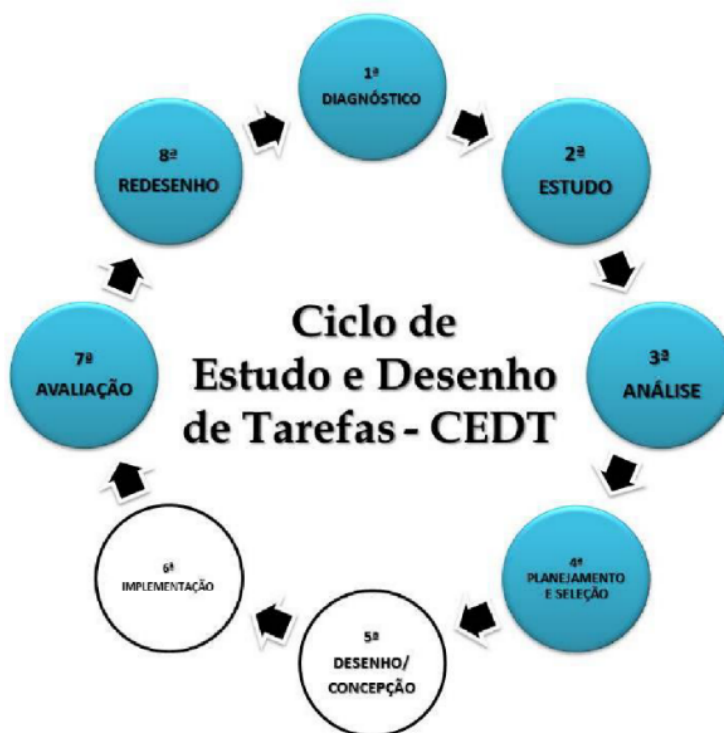 1ª
DIAGNÓSTICO
2ª
ESTUDO
3ª
ANÁLISE
4ª
PLANEJAMENTO
E SELEÇÃO
5ª
DESENHO/
CONCEPÇÃO
6ª
IMPLEMENTAÇÃO
7ª
AVALIAÇÃO
8ª
REDESENHO
Ciclo de
Estudo e Desenho
de Tarefas - CEDT